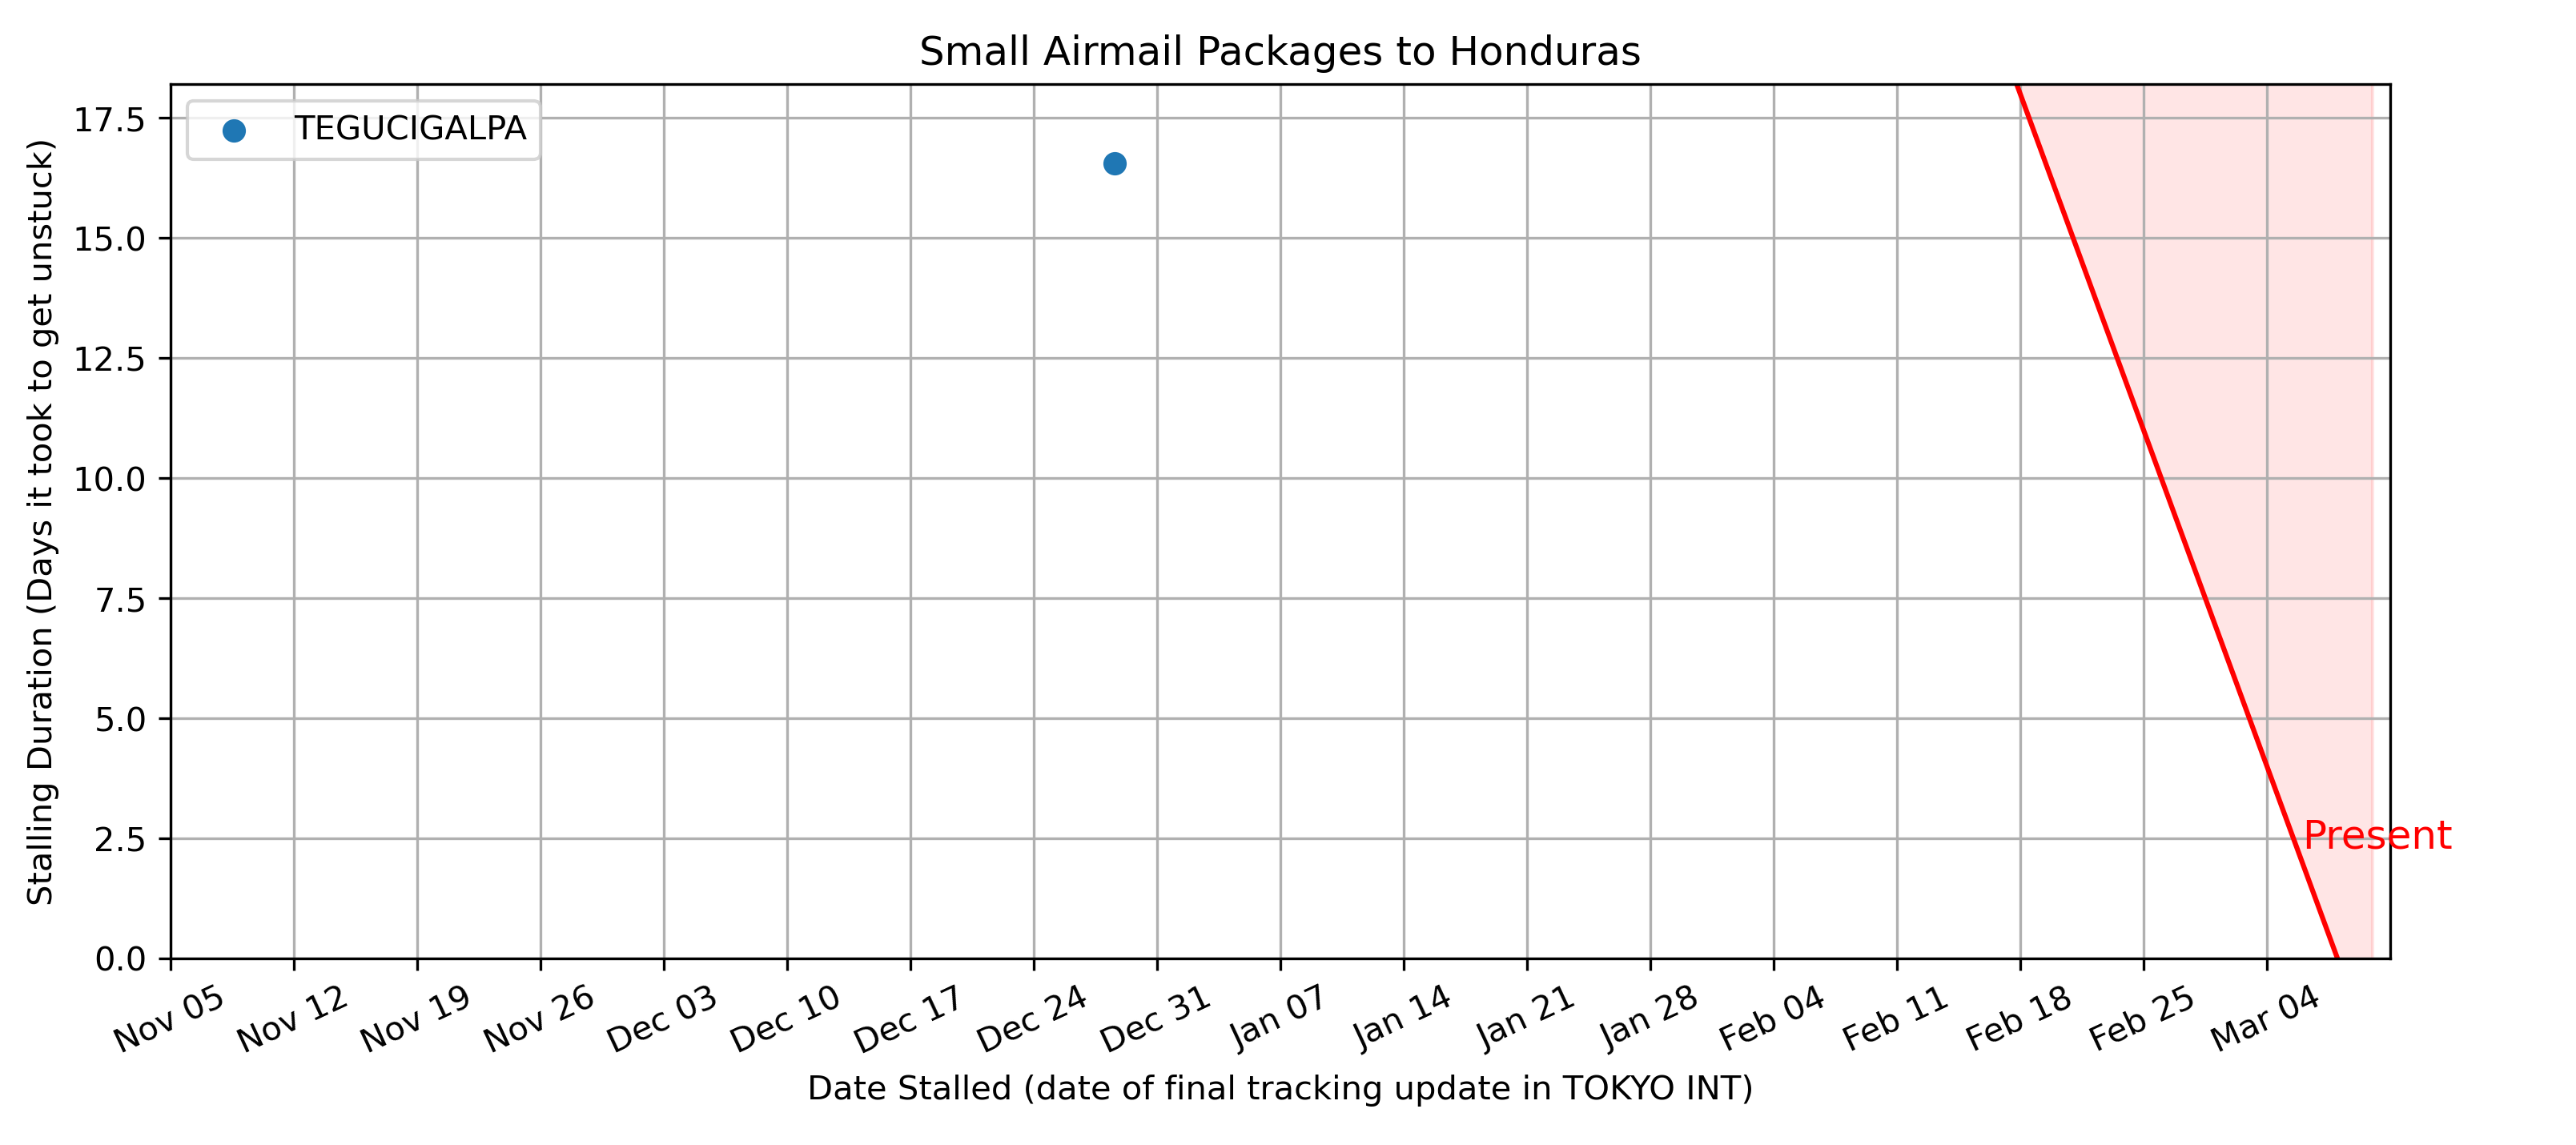 Small Airmail Packages to Honduras
TEGUCIGALPA
17.5
15.0
12.5
10.0
7.5
5.0
2.5
0.0
Stalling Duration (Days it took to get unstuck)
Present
Nov 05
Nov 12
Nov 19
Nov 26
Dec 03
Dec 10
Dec 17
Dec 24
Dec 31
Jan 07
Jan 14
Jan 21
Jan 28
Feb 04
Feb 11
Feb 18
Feb 25
Mar 04
Date Stalled (date of final tracking update in TOKYO INT)